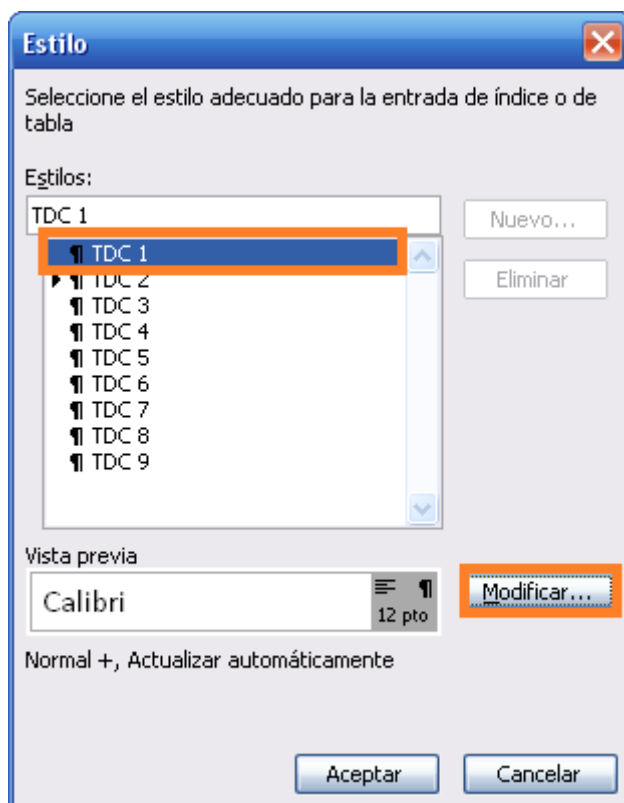 Estilo
Seleccione el estilo adecuado para la entrada de índice o de
tabla
Estilos:
TDC 1
Nuevo...
¶ TDC 1
Eliminar
¶ TDC 2
¶ TDC 3
¶ TDC 4
¶ TDC 5
¶ TDC 6
¶ TDC 7
¶ TDC 8
¶ TDC 9
Vista previa
Calibri
¶
12 pto
Modificar...
Normal +, Actualizar automáticamente
Aceptar
Cancelar